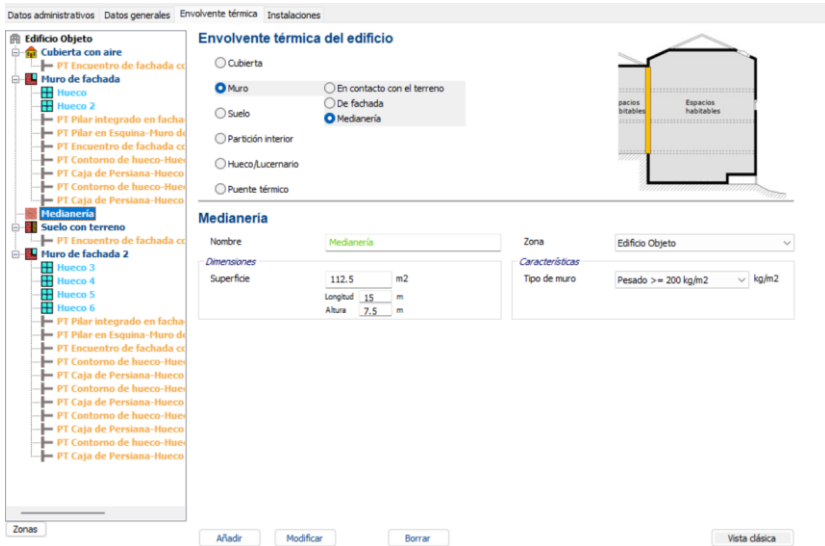 Datos administrativos Datos generales Envolvente térmica Instalaciones
Edificio Objeto
Cubierta con aire
PT Encuentro de fachada co
Muro de fachada
Hueco
Hueco 2
PT Pilar integrado en facha
PT Pilar en Esquina-Muro de
PT Encuentro de fachada co
PT Contorno de hueco-Hue
PT Caja de Persiana-Hueco
PT Contorno de hueco-Hue
PT Caja de Persiana-Hueco
Medianería
Suelo con terreno
PT Encuentro de fachada co
Muro de fachada 2
Hueco 3
Hueco 4
Hueco 5
Hueco 6
PT Pilar integrado en facha
PT Pilar en Esquina-Muro de
PT Encuentro de fachada co
PT Contorno de hueco-Hue
PT Caja de Persiana-Hueco
PT Contorno de hueco-Hue
PT Caja de Persiana-Hueco
PT Contorno de hueco-Hue
PT Caja de Persiana-Hueco
PT Contorno de hueco-Hue
PT Caja de Persiana-Hueco
Zonas
Envolvente térmica del edificio
Cubierta
Muro
En contacto con el terreno
De fachada
Medianería
Suelo
Partición interior
Hueco/Lucernario
Puente térmico
pacios
bitables
Espacios
habitables
Medianería
Nombre Medianería Zona Edificio Objeto
Dimensiones Características
Superficie 112.5 m2 Tipo de muro Pesado >= 200 kg/m2 kg/m2
Longitud 15 m
Altura 7.5 m
Añadir Modificar Borrar Vista clásica